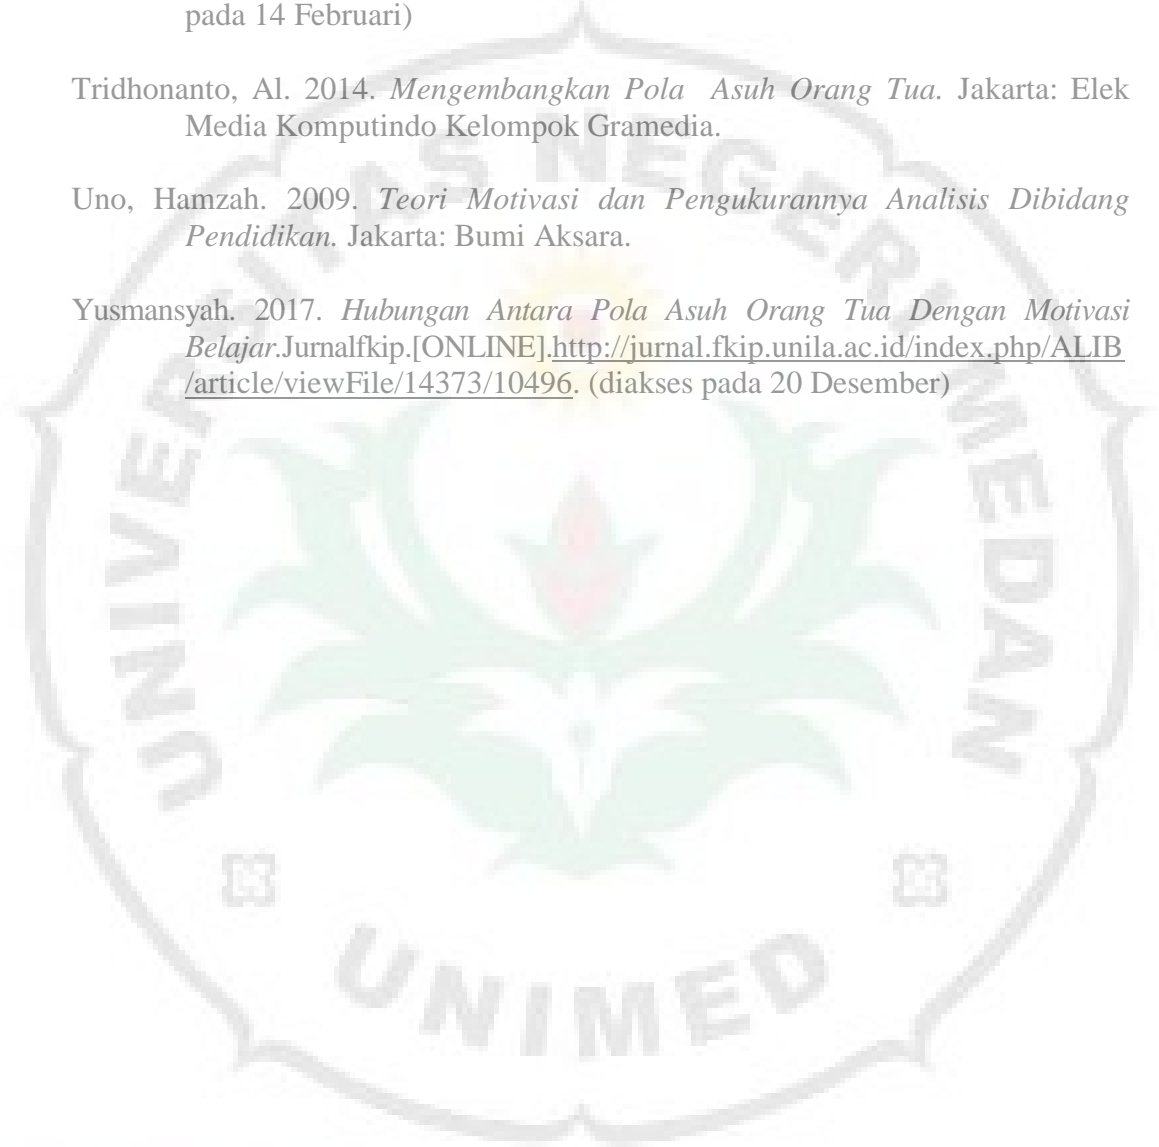 pada 14 Februari)
Tridhonanto, Al. 2014. Mengembangkan Pola Asuh Orang Tua. Jakarta: Elek
Media Komputindo Kelompok Gramedia.
Uno, Hamzah. 2009. Teori Motivasi dan Pengukurannya Analisis Dibidang
Pendidikan. Jakarta: Bumi Aksara.
Yusmansyah. 2017. Hubungan Antara Pola Asuh Orang Tua Dengan Motivasi
Belajar.Jurnalfkip.[ONLINE].http://jurnal.fkip.unila.ac.id/index.php/ALIB
/article/viewFile/14373/10496. (diakses pada 20 Desember)
UNIVERSITAS NEGERI MEDAN
UNIMED